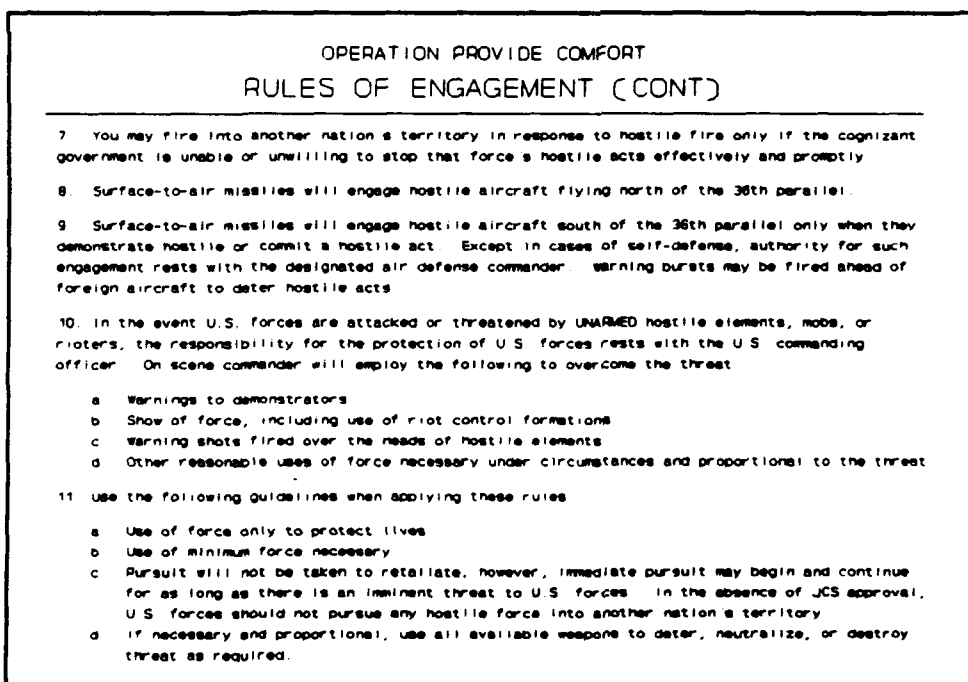 OPERATION PROVIDE COMFORT
RULES OF ENGAGEMENT (CONT)
7 You may fire into another nation s territory in response to hostile fire only if the cognizant
government is unable or unwilling to stop that force s hostile acts effectively and promptly
8. Surface-to-air missiles will engage hostile aircraft flying north of the 36th parallel.
9 Surface-to-air missiles will engage hostile aircraft south of the 36th parallel only when they
demonstrate hostile or commit a hostile act. Except in cases of self-defense, authority for such
engagement rests with the designated air defense commander. Warning bursts may be fired ahead of
foreign aircraft to deter hostile acts
10. In the event U.S. forces are attacked or threatened by UNARMED hostile elements, mobs, or
rioters, the responsibility for the protection of U S forces rests with the U S commanding
officer On scene commander will employ the following to overcome the threat
a Warnings to demonstrators
b Show of force, including use of riot control formations
c Warning shots fired over the heads of hostile elements
d Other reasonable uses of force necessary under circumstances and proportional to the threat
11 Use the following guidelines when applying these rules
a Use of force only to protect lives
b Use of minimum force necessary
c Pursuit will not be taken to retaliate, however, immediate pursuit may begin and continue
for as long as there is an imminent threat to U S forces In the absence of JCS approval,
U S forces should not pursue any hostile force into another nation s territory
d If necessary and proportional, use all available weapons to deter, neutralize, or destroy
threat as required.